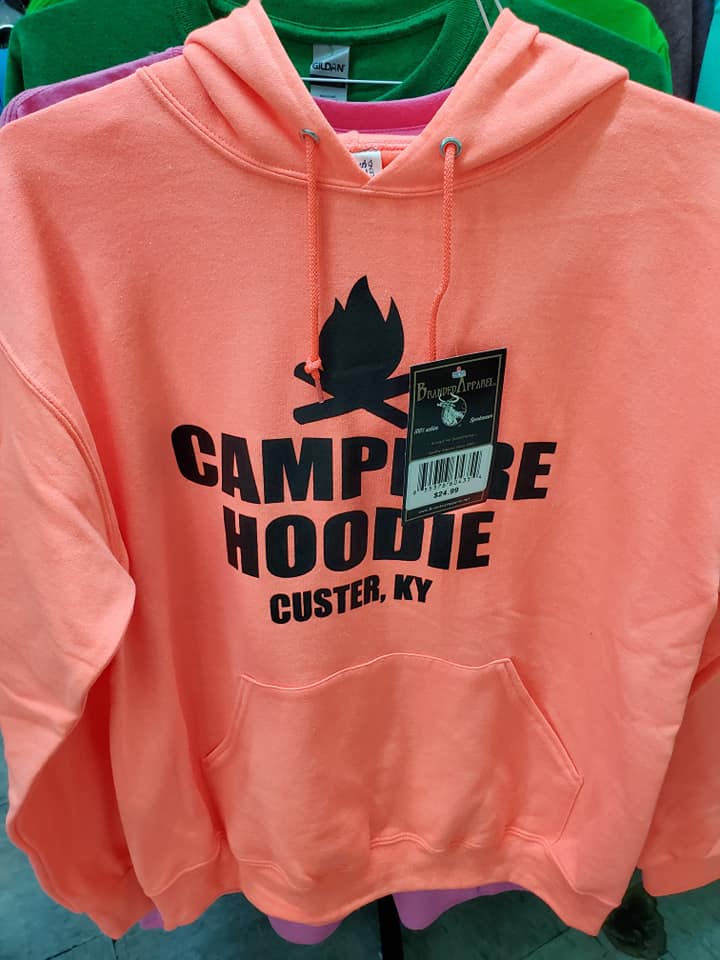 GILDAN
BRANDED APPAREL
CAMPFIRE
HOODIE
CUSTER, KY
$24.99